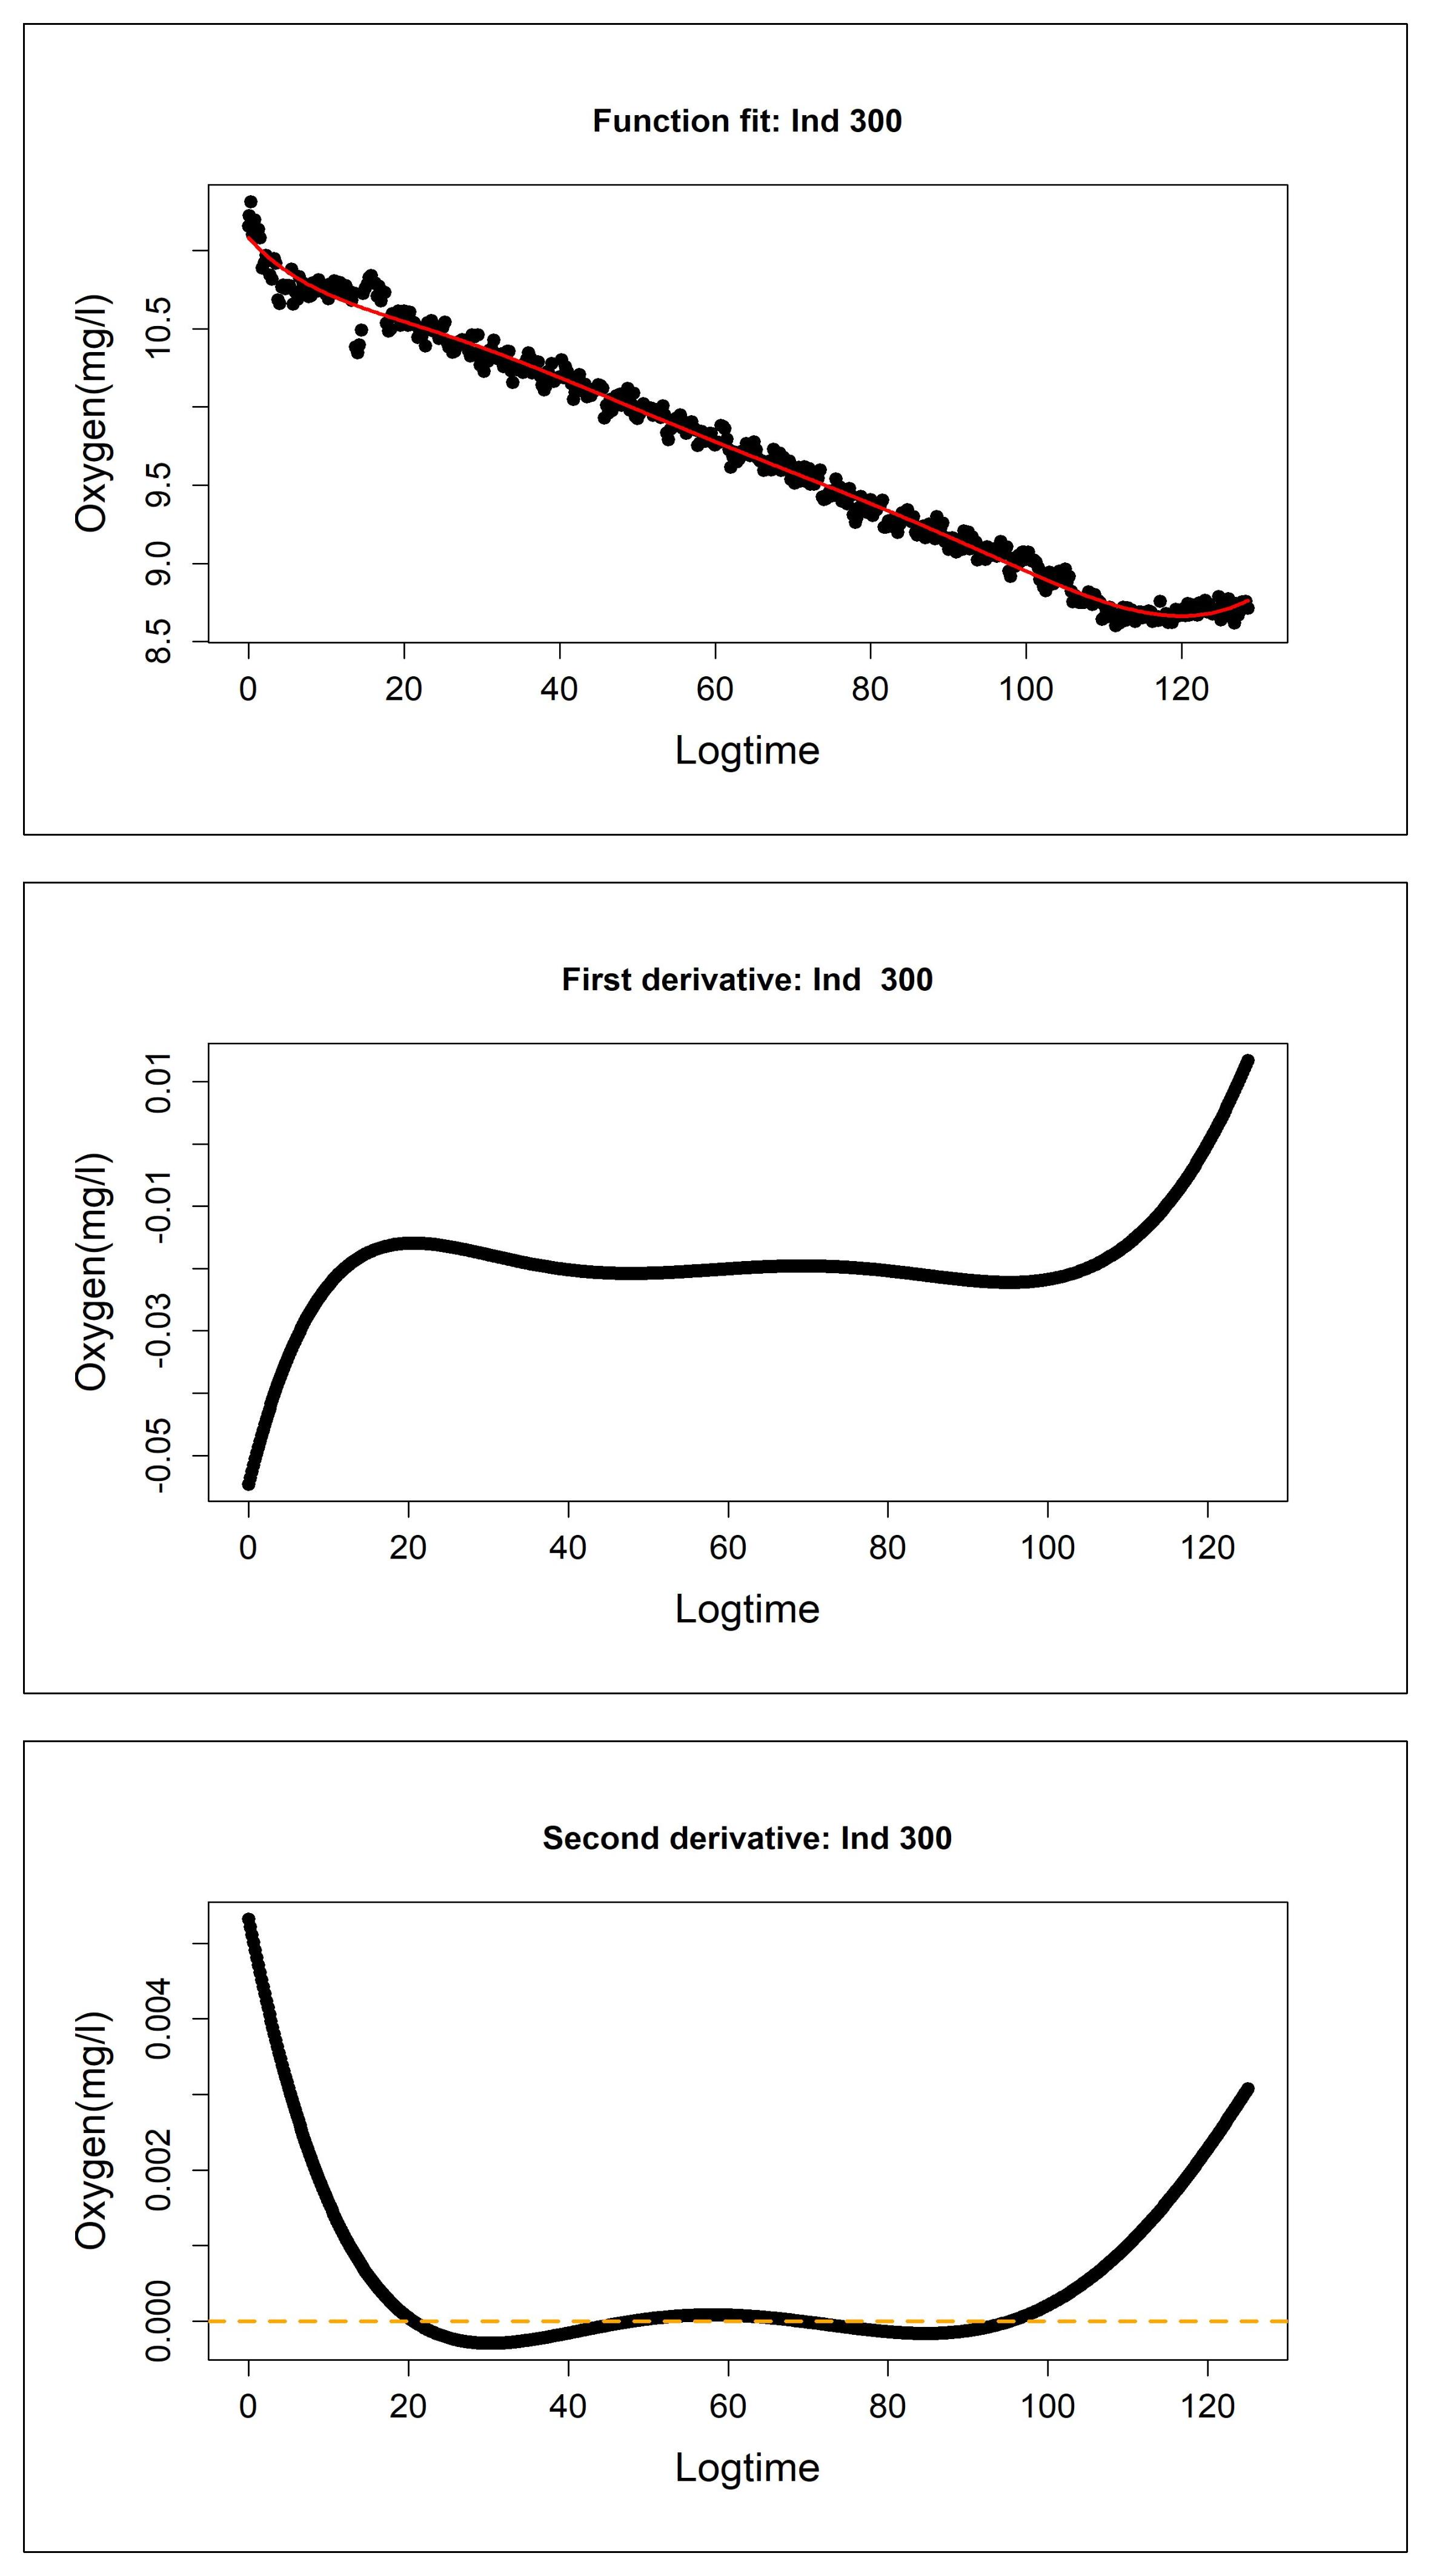 Function fit: Ind 300
Oxygen(mg/l)
10.5
9.5
9.0
8.5
0 20 40 60 80 100 120
Logtime
First derivative: Ind  300
Oxygen(mg/l)
0.01
-0.01
-0.03
-0.05
0 20 40 60 80 100 120
Logtime
Second derivative: Ind 300
Oxygen(mg/l)
0.004
0.002
0.000
0 20 40 60 80 100 120
Logtime